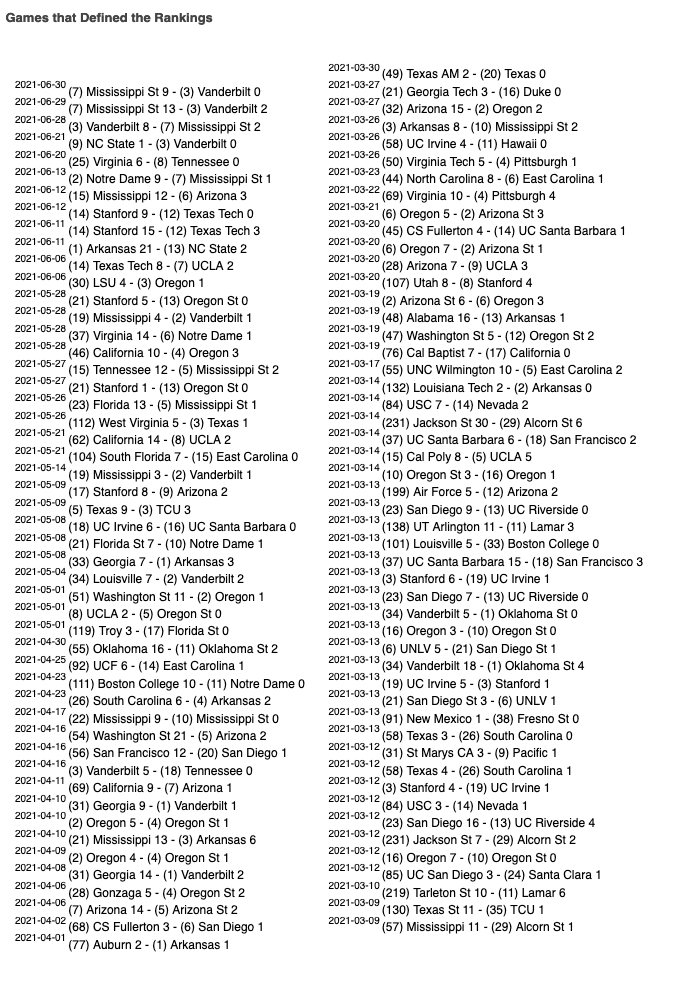 Games that Defined the Rankings
2021-06-30 (7) Mississippi St 9 - (3) Vanderbilt 0
2021-06-29 (7) Mississippi St 13 - (3) Vanderbilt 2
2021-06-28 (3) Vanderbilt 8 - (7) Mississippi St 2
2021-06-21 (9) NC State 1 - (3) Vanderbilt 0
2021-06-20 (25) Virginia 6 - (8) Tennessee 0
2021-06-13 (2) Notre Dame 9 - (7) Mississippi St 1
2021-06-12 (15) Mississippi 12 - (6) Arizona 3
2021-06-12 (14) Stanford 9 - (12) Texas Tech 0
2021-06-11 (14) Stanford 15 - (12) Texas Tech 3
2021-06-11 (1) Arkansas 21 - (13) NC State 2
2021-06-06 (14) Texas Tech 8 - (7) UCLA 2
2021-06-06 (30) LSU 4 - (3) Oregon 1
2021-05-28 (21) Stanford 5 - (13) Oregon St 0
2021-05-28 (19) Mississippi 4 - (2) Vanderbilt 1
2021-05-28 (37) Virginia 14 - (6) Notre Dame 1
2021-05-28 (46) California 10 - (4) Oregon 3
2021-05-27 (15) Tennessee 12 - (5) Mississippi St 2
2021-05-27 (21) Stanford 1 - (13) Oregon St 0
2021-05-26 (23) Florida 13 - (5) Mississippi St 1
2021-05-26 (112) West Virginia 5 - (3) Texas 1
2021-05-21 (62) California 14 - (8) UCLA 2
2021-05-21 (104) South Florida 7 - (15) East Carolina 0
2021-05-14 (19) Mississippi 3 - (2) Vanderbilt 1
2021-05-09 (17) Stanford 8 - (9) Arizona 2
2021-05-09 (5) Texas 9 - (3) TCU 3
2021-05-08 (18) UC Irvine 6 - (16) UC Santa Barbara 0
2021-05-08 (21) Florida St 7 - (10) Notre Dame 1
2021-05-08 (33) Georgia 7 - (1) Arkansas 3
2021-05-04 (34) Louisville 7 - (2) Vanderbilt 2
2021-05-01 (51) Washington St 11 - (2) Oregon 1
2021-05-01 (8) UCLA 2 - (5) Oregon St 0
2021-05-01 (119) Troy 3 - (17) Florida St 0
2021-04-30 (55) Oklahoma 16 - (11) Oklahoma St 2
2021-04-25 (92) UCF 6 - (14) East Carolina 1
2021-04-23 (111) Boston College 10 - (11) Notre Dame 0
2021-04-23 (26) South Carolina 6 - (4) Arkansas 2
2021-04-17 (22) Mississippi 9 - (10) Mississippi St 0
2021-04-16 (54) Washington St 21 - (5) Arizona 2
2021-04-16 (56) San Francisco 12 - (20) San Diego 1
2021-04-16 (3) Vanderbilt 5 - (18) Tennessee 0
2021-04-11 (69) California 9 - (7) Arizona 1
2021-04-10 (31) Georgia 9 - (1) Vanderbilt 1
2021-04-10 (2) Oregon 5 - (4) Oregon St 1
2021-04-10 (21) Mississippi 13 - (3) Arkansas 6
2021-04-09 (2) Oregon 4 - (4) Oregon St 1
2021-04-08 (31) Georgia 14 - (1) Vanderbilt 2
2021-04-06 (28) Gonzaga 5 - (4) Oregon St 2
2021-04-06 (7) Arizona 14 - (5) Arizona St 2
2021-04-02 (68) CS Fullerton 3 - (6) San Diego 1
2021-04-01 (77) Auburn 2 - (1) Arkansas 1
2021-03-30 (49) Texas AM 2 - (20) Texas 0
2021-03-27 (21) Georgia Tech 3 - (16) Duke 0
2021-03-27 (32) Arizona 15 - (2) Oregon 2
2021-03-26 (3) Arkansas 8 - (10) Mississippi St 2
2021-03-26 (58) UC Irvine 4 - (11) Hawaii 0
2021-03-26 (50) Virginia Tech 5 - (4) Pittsburgh 1
2021-03-23 (44) North Carolina 8 - (6) East Carolina 1
2021-03-22 (69) Virginia 10 - (4) Pittsburgh 4
2021-03-21 (6) Oregon 5 - (2) Arizona St 3
2021-03-20 (45) CS Fullerton 4 - (14) UC Santa Barbara 1
2021-03-20 (6) Oregon 7 - (2) Arizona St 1
2021-03-20 (28) Arizona 7 - (9) UCLA 3
2021-03-20 (107) Utah 8 - (8) Stanford 4
2021-03-19 (2) Arizona St 6 - (6) Oregon 3
2021-03-19 (48) Alabama 16 - (13) Arkansas 1
2021-03-19 (47) Washington St 5 - (12) Oregon St 2
2021-03-19 (76) Cal Baptist 7 - (17) California 0
2021-03-17 (55) UNC Wilmington 10 - (5) East Carolina 2
2021-03-14 (132) Louisiana Tech 2 - (2) Arkansas 0
2021-03-14 (84) USC 7 - (14) Nevada 2
2021-03-14 (231) Jackson St 30 - (29) Alcorn St 6
2021-03-14 (37) UC Santa Barbara 6 - (18) San Francisco 2
2021-03-14 (15) Cal Poly 8 - (5) UCLA 5
2021-03-14 (10) Oregon St 3 - (16) Oregon 1
2021-03-13 (199) Air Force 5 - (12) Arizona 2
2021-03-13 (23) San Diego 9 - (13) UC Riverside 0
2021-03-13 (138) UT Arlington 11 - (11) Lamar 3
2021-03-13 (101) Louisville 5 - (33) Boston College 0
2021-03-13 (37) UC Santa Barbara 15 - (18) San Francisco 3
2021-03-13 (3) Stanford 6 - (19) UC Irvine 1
2021-03-13 (23) San Diego 7 - (13) UC Riverside 0
2021-03-13 (34) Vanderbilt 5 - (1) Oklahoma St 0
2021-03-13 (16) Oregon 3 - (10) Oregon St 0
2021-03-13 (6) UNLV 5 - (21) San Diego St 1
2021-03-13 (34) Vanderbilt 18 - (1) Oklahoma St 4
2021-03-13 (19) UC Irvine 5 - (3) Stanford 1
2021-03-13 (21) San Diego St 3 - (6) UNLV 1
2021-03-13 (91) New Mexico 1 - (38) Fresno St 0
2021-03-13 (58) Texas 3 - (26) South Carolina 0
2021-03-12 (31) St Marys CA 3 - (9) Pacific 1
2021-03-12 (58) Texas 4 - (26) South Carolina 1
2021-03-12 (3) Stanford 4 - (19) UC Irvine 1
2021-03-12 (84) USC 3 - (14) Nevada 1
2021-03-12 (23) San Diego 16 - (13) UC Riverside 4
2021-03-12 (231) Jackson St 7 - (29) Alcorn St 2
2021-03-12 (16) Oregon 7 - (10) Oregon St 0
2021-03-12 (85) UC San Diego 3 - (24) Santa Clara 1
2021-03-10 (219) Tarleton St 10 - (11) Lamar 6
2021-03-09 (130) Texas St 11 - (35) TCU 1
2021-03-09 (57) Mississippi 11 - (29) Alcorn St 1